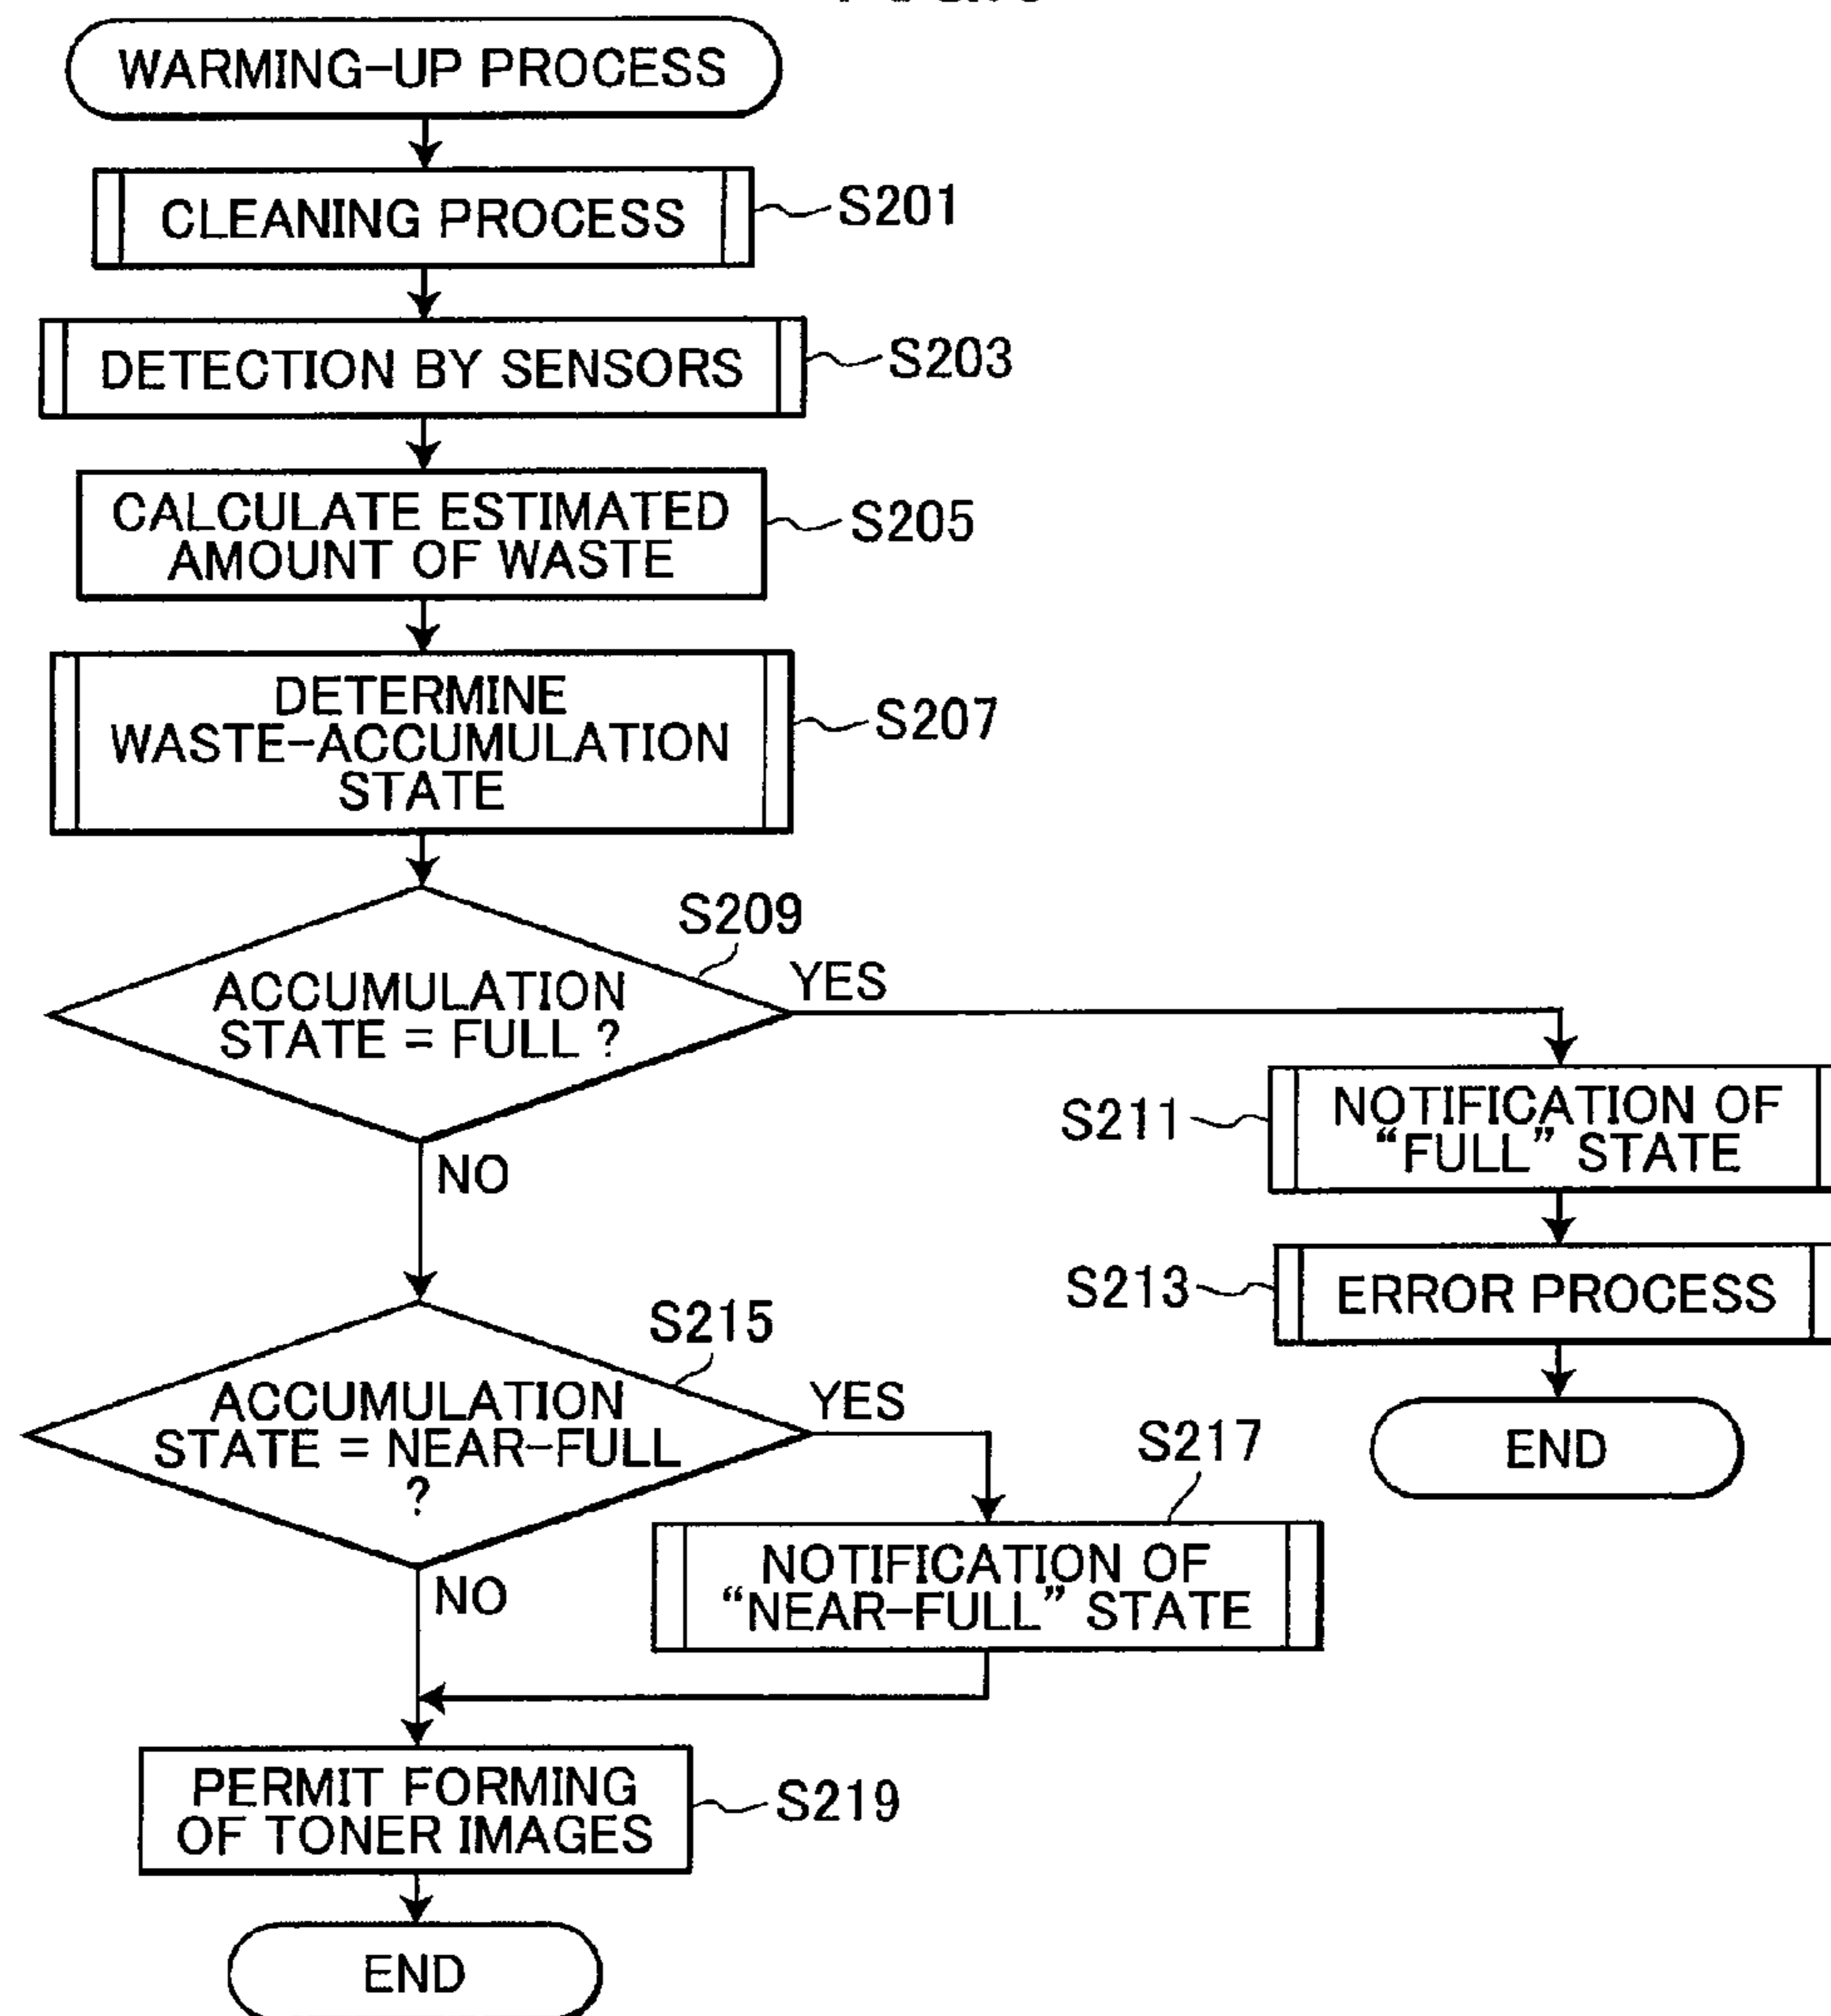 WARMING-UP PROCESS
CLEANING PROCESS
S201
DETECTION BY SENSORS
S203
CALCULATE ESTIMATED
AMOUNT OF WASTE
S205
DETERMINE
WASTE-ACCUMULATION
STATE
S207
S209
ACCUMULATION
STATE = FULL ?
YES
NO
S211
NOTIFICATION OF
“FULL” STATE
S213
ERROR PROCESS
END
S215
ACCUMULATION
STATE = NEAR-FULL
?
YES
NO
S217
NOTIFICATION OF
“NEAR-FULL” STATE
PERMIT FORMING
OF TONER IMAGES
S219
END